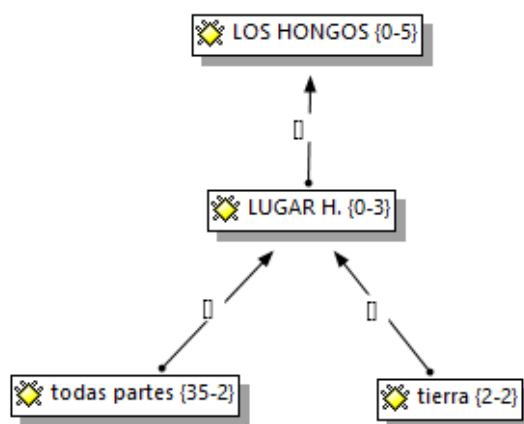 LOS HONGOS {0-5}
[]
LUGAR H. {0-3}
[]
[]
todas partes {35-2}
tierra {2-2}